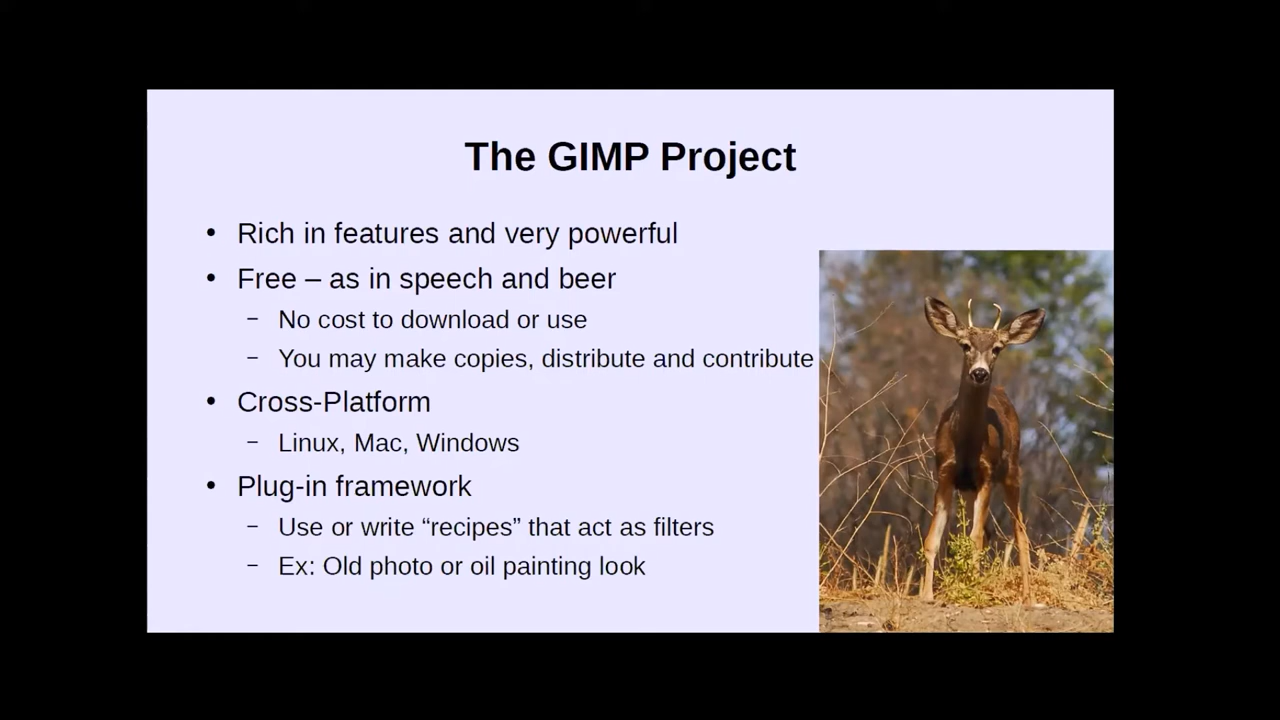 The GIMP Project
• Rich in features and very powerful
• Free – as in speech and beer
– No cost to download or use
– You may make copies, distribute and contribute
• Cross-Platform
– Linux, Mac, Windows
• Plug-in framework
– Use or write “recipes” that act as filters
– Ex: Old photo or oil painting look